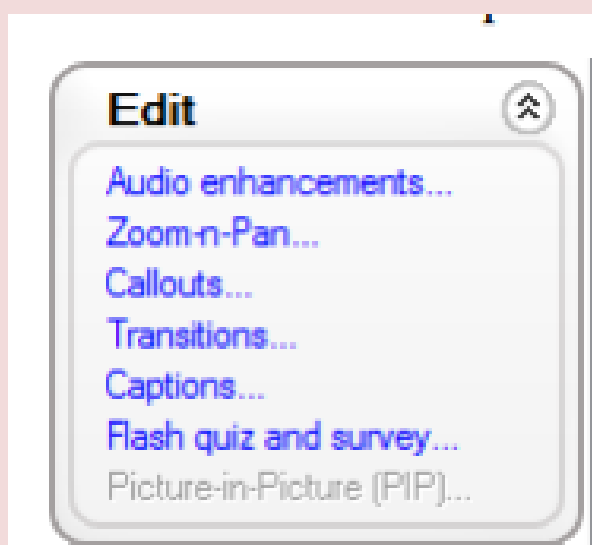 Edit
Audio enhancements...
Zoom-n-Pan...
Callouts...
Transitions...
Captions...
Flash quiz and survey...
Picture-in-Picture (PIP)...